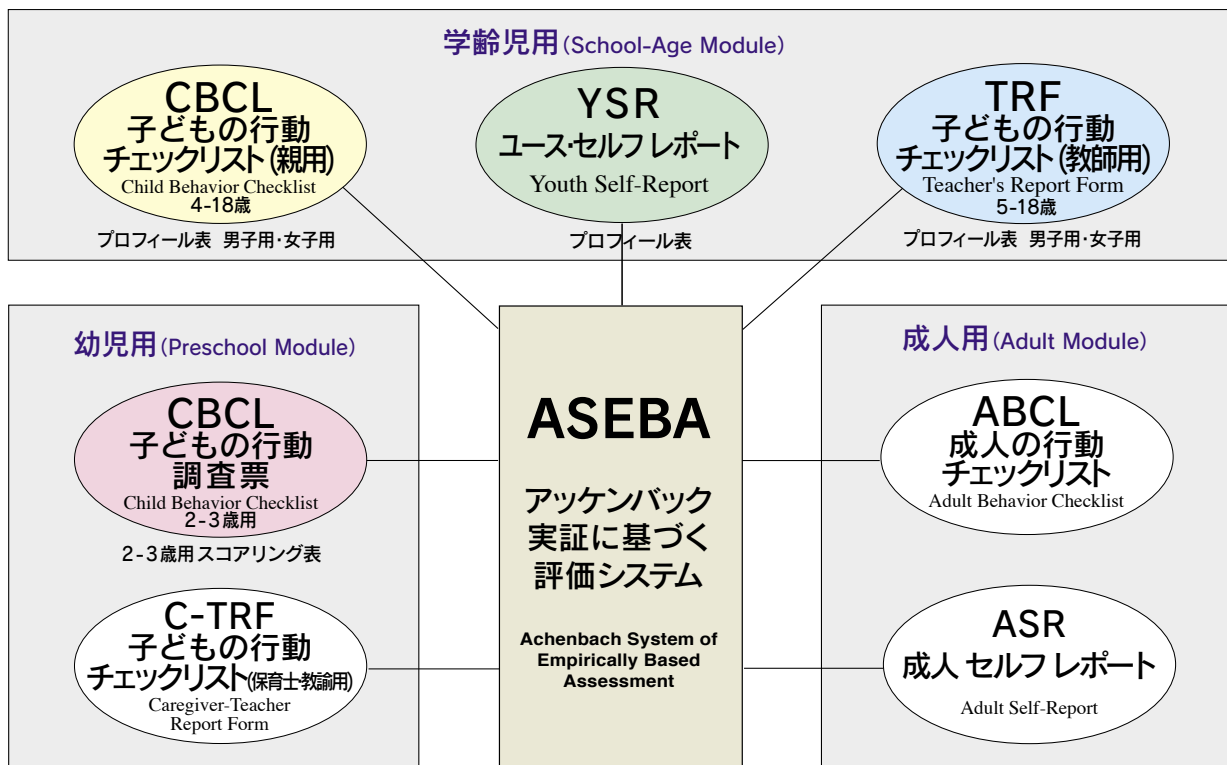 学齢児用(School-Age Module)
CBCL
子どもの行動
チェックリスト(親用)
Child Behavior Checklist
4-18歳
プロフィール表 男子用・女子用
YSR
ユース・セルフ レポート
Youth Self-Report
プロフィール表
TRF
子どもの行動
チェックリスト(教師用)
Teacher's Report Form
5-18歳
プロフィール表 男子用・女子用
幼児用(Preschool Module)
CBCL
子どもの行動
調査票
Child Behavior Checklist
2-3歳用
2-3歳用 スコアリング表
C-TRF
子どもの行動
チェックリスト(保育士・教諭用)
Caregiver-Teacher
Report Form
ASEBA
アッケンバック
実証に基づく
評価システム
Achenbach System of
Empirically Based
Assessment
成人用(Adult Module)
ABCL
成人の行動
チェックリスト
Adult Behavior Checklist
ASR
成人 セルフ レポート
Adult Self-Report